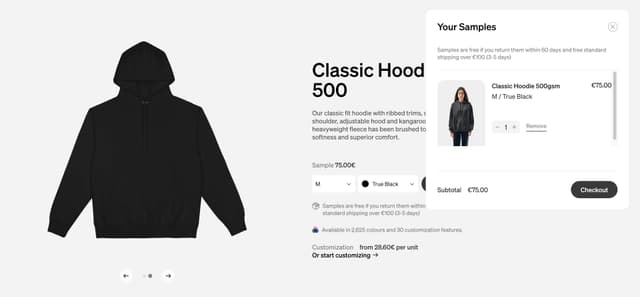 Classic Hood
500
Our classic fit hoodie with ribbed trims,
shoulder, adjustable hood and kangaroo
heavyweight fleece has been brushed to
softness and superior comfort.
Sample 75.00€
M
True Black
Samples are free if you return them within
standard shipping over €100 (3-5 days)
Available in 2,625 colours and 30 customization features.
Customization from 28,60€ per unit
Or start customizing →
Your Samples
Samples are free if you return them within 60 days and free standard
shipping over €100 (3-5 days)
Classic Hoodie 500gsm
€75.00
M / True Black
− 1 +
Remove
Subtotal €75.00
Checkout